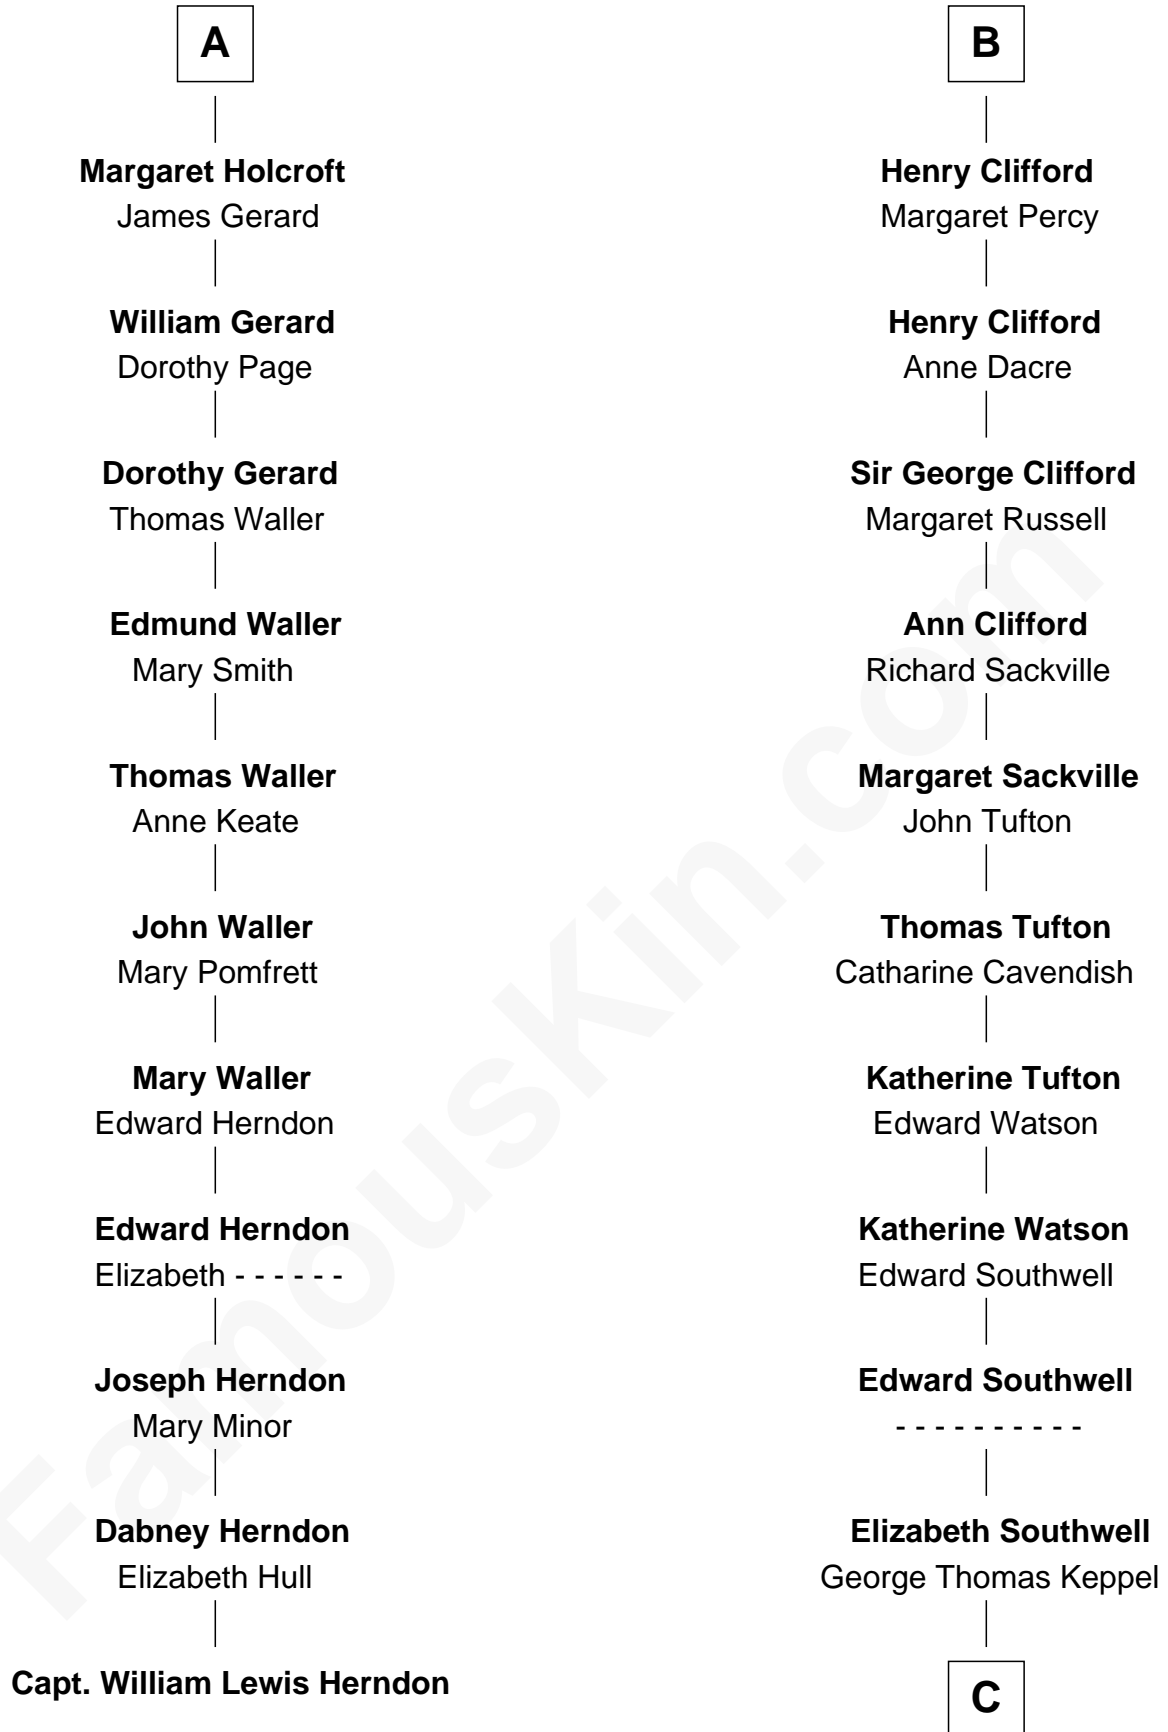 A
Margaret Holcroft
James Gerard
William Gerard
Dorothy Page
Dorothy Gerard
Thomas Waller
Edmund Waller
Mary Smith
Thomas Waller
Anne Keate
John Waller
Mary Pomfrett
Mary Waller
Edward Herndon
Edward Herndon
Elizabeth - - - - - -
Joseph Herndon
Mary Minor
Dabney Herndon
Elizabeth Hull
Capt. William Lewis Herndon
B
Henry Clifford
Margaret Percy
Henry Clifford
Anne Dacre
Sir George Clifford
Margaret Russell
Ann Clifford
Richard Sackville
Margaret Sackville
John Tufton
Thomas Tufton
Catharine Cavendish
Katherine Tufton
Edward Watson
Katherine Watson
Edward Southwell
Edward Southwell
- - - - - - - - - -
Elizabeth Southwell
George Thomas Keppel
C
FamousKin.com